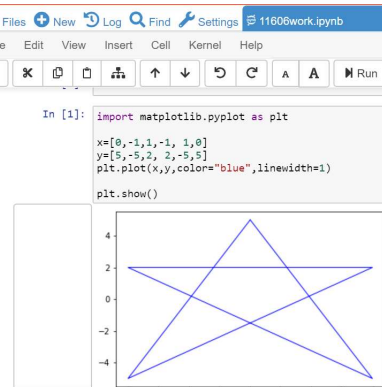 Files New Log Find Settings 11606work.ipynb
e Edit View Insert Cell Kernel Help
A A Run
In [1]: import matplotlib.pyplot as plt
x=[0,-1,1,-1, 1,0]
y=[5,-5,2, 2,-5,5]
plt.plot(x,y,color="blue",linewidth=1)
plt.show()
4
2
0
−2
−4